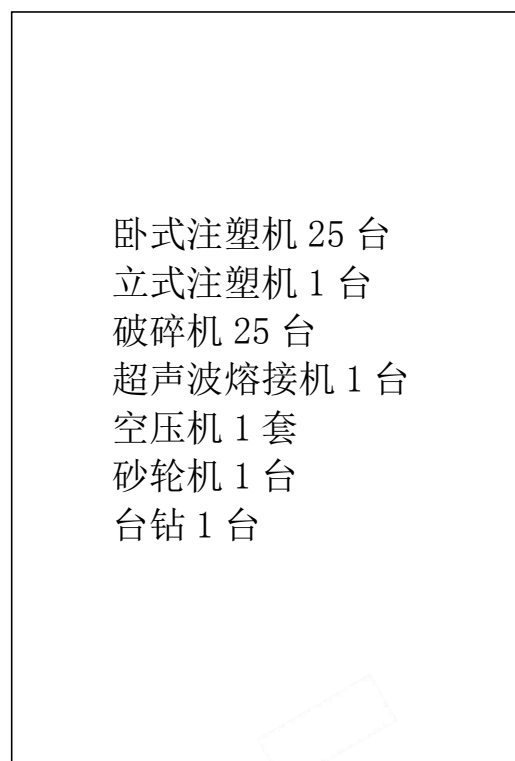 卧式注塑机 25 台
立式注塑机 1 台
破碎机 25 台
超声波熔接机 1 台
空压机 1 套
砂轮机 1 台
台钻 1 台